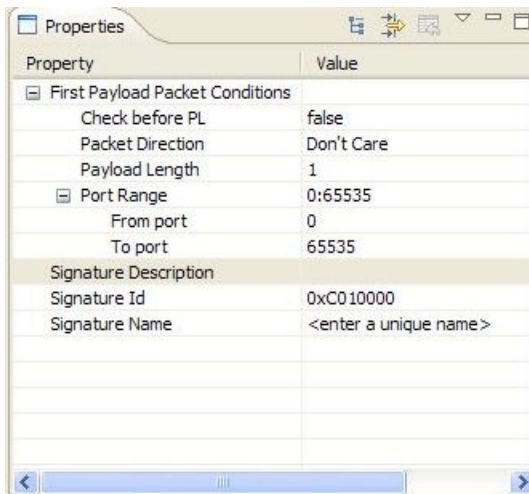 Properties
Property Value
First Payload Packet Conditions
Check before PL false
Packet Direction Don't Care
Payload Length 1
Port Range 0:65535
From port 0
To port 65535
Signature Description
Signature Id 0xC010000
Signature Name <enter a unique name>